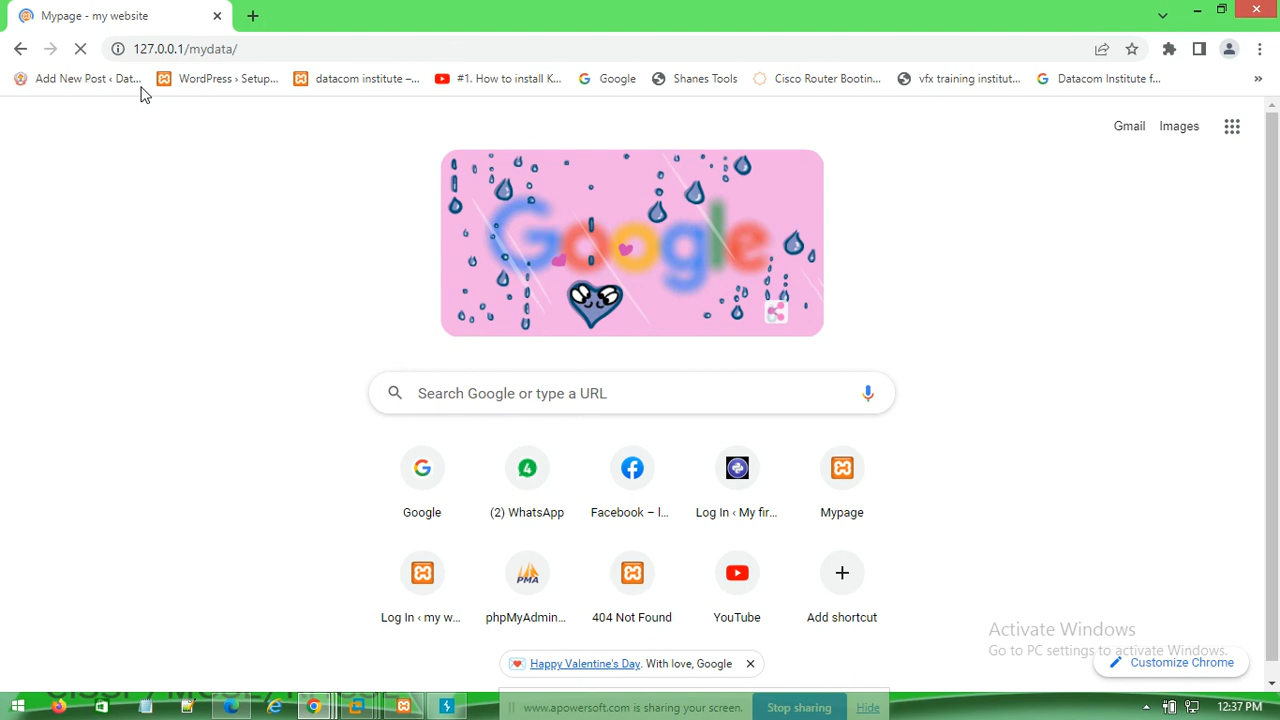 Mypage - my website
127.0.0.1/mydata/
Add New Post ‹ Dat...
WordPress › Setup...
datacom institute –...
#1. How to install K...
Google
Shanes Tools
Cisco Router Bootin...
vfx training institut...
Datacom Institute f...
»
Gmail
Images
Google
Search Google or type a URL
Google
(2) WhatsApp
Facebook – l...
Log In ‹ My fir...
Mypage
Log In ‹ my w...
phpMyAdmin...
404 Not Found
YouTube
Add shortcut
Activate Windows
Go to PC settings to activate Windows.
Happy Valentine's Day. With love, Google
Customize Chrome
www.apowersoft.com is sharing your screen.
Stop sharing
Hide
12:37 PM